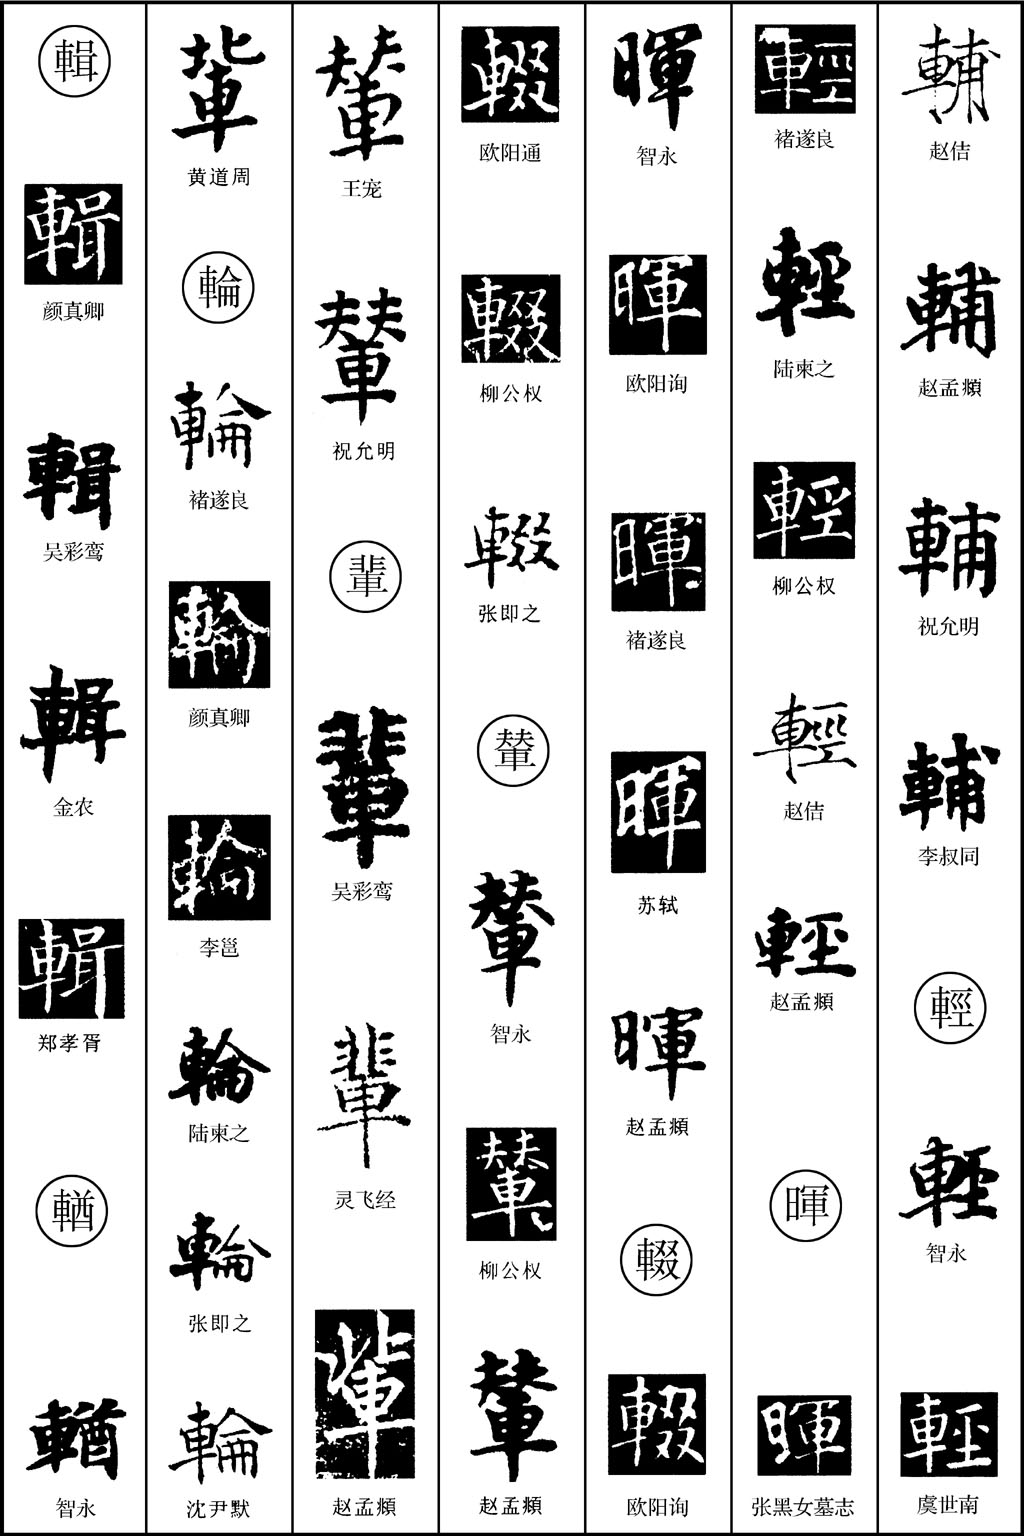 輔
赵佶
輔
赵孟頫
輔
祝允明
輔
李叔同
輕
輕
智永
輕
虞世南
輕
褚遂良
輕
陆柬之
輕
柳公权
輕
赵佶
輕
赵孟頫
暉
暉
张黑女墓志
暉
智永
暉
欧阳询
暉
褚遂良
暉
苏轼
暉
赵孟頫
輟
輟
欧阳询
輟
欧阳通
輟
柳公权
輟
张即之
輦
輦
智永
輦
柳公权
輦
赵孟頫
輦
王宠
輦
祝允明
輩
輩
吴彩鸾
輩
灵飞经
輩
赵孟頫
輩
黄道周
輪
輪
褚遂良
輪
颜真卿
輪
李邕
輪
陆柬之
輪
张即之
輪
沈尹默
輯
輯
颜真卿
輯
吴彩鸾
輯
金农
輯
郑孝胥
輶
輶
智永